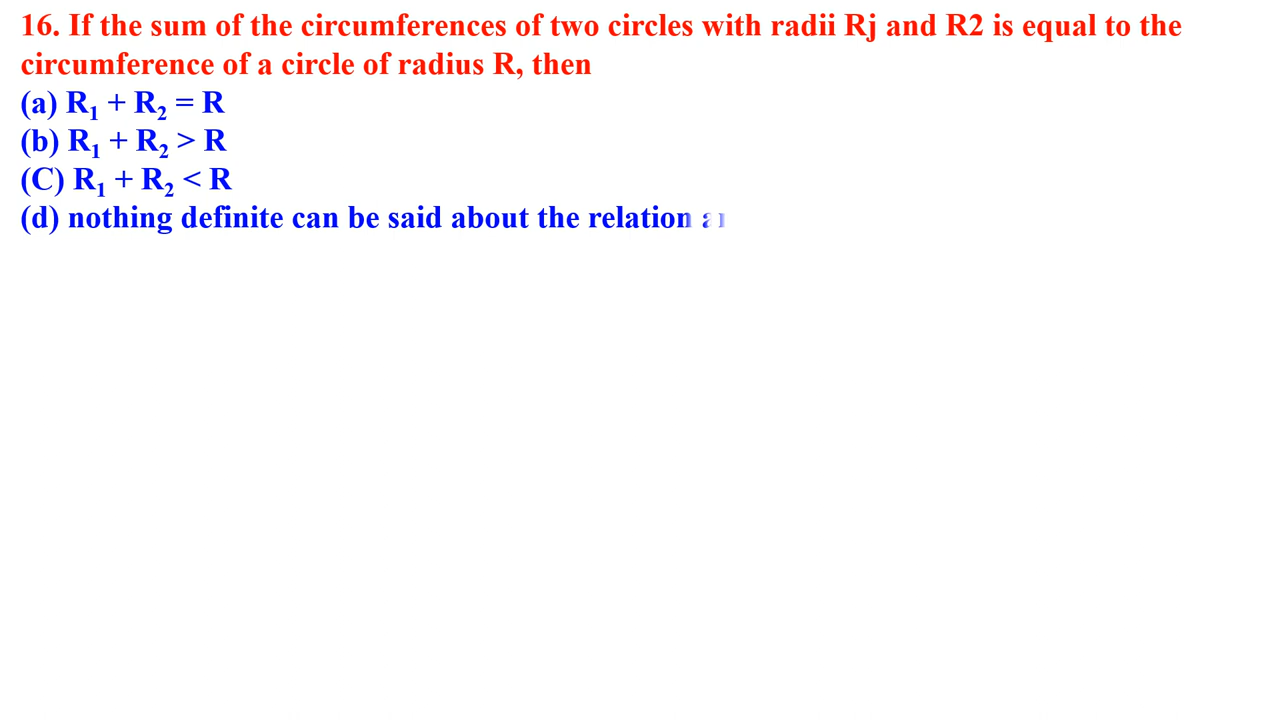 16. If the sum of the circumferences of two circles with radii Rj and R2 is equal to the
circumference of a circle of radius R, then
(a) R₁ + R₂ = R
(b) R₁ + R₂ > R
(C) R₁ + R₂ < R
(d) nothing definite can be said about the relation